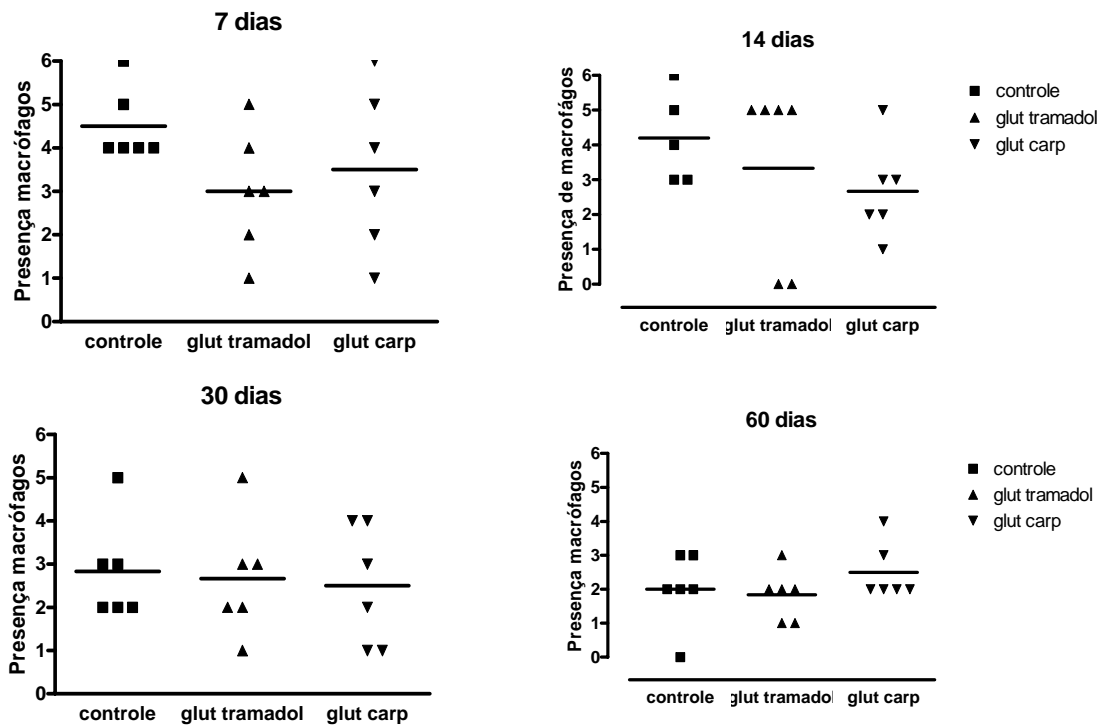 7 dias
Presença macrófagos
6
5
4
3
2
1
0
controle glut tramadol glut carp
14 dias
Presença de macrófágos
6
5
4
3
2
1
0
controle glut tramadol glut carp
controle
glut tramadol
glut carp
30 dias
Presença macrófagos
6
5
4
3
2
1
0
controle glut tramadol glut carp
60 dias
Presença macrófagos
6
5
4
3
2
1
0
controle glut tramadol glut carp
controle
glut tramadol
glut carp